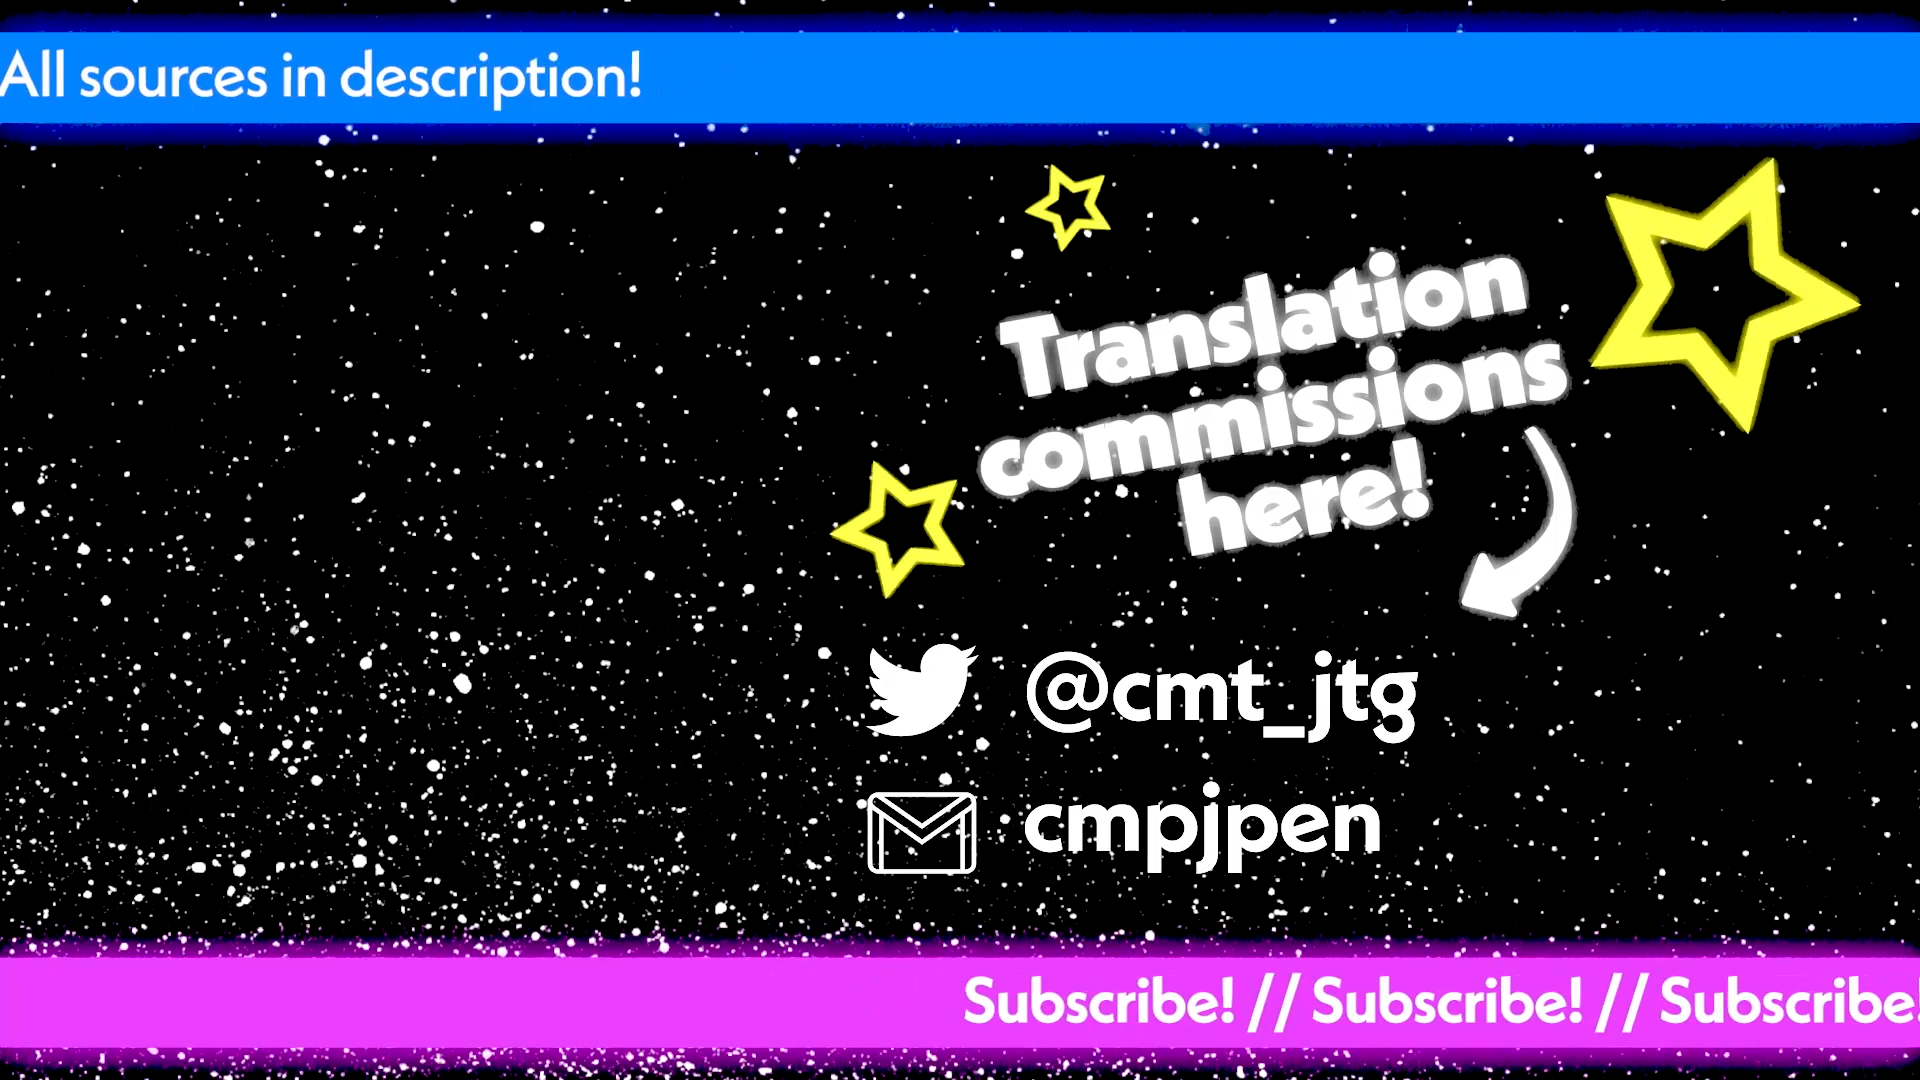 All sources in description!
Translation
commissions
here!
@cmt_jtg
cmpjpen
Subscribe! // Subscribe! // Subscribe!